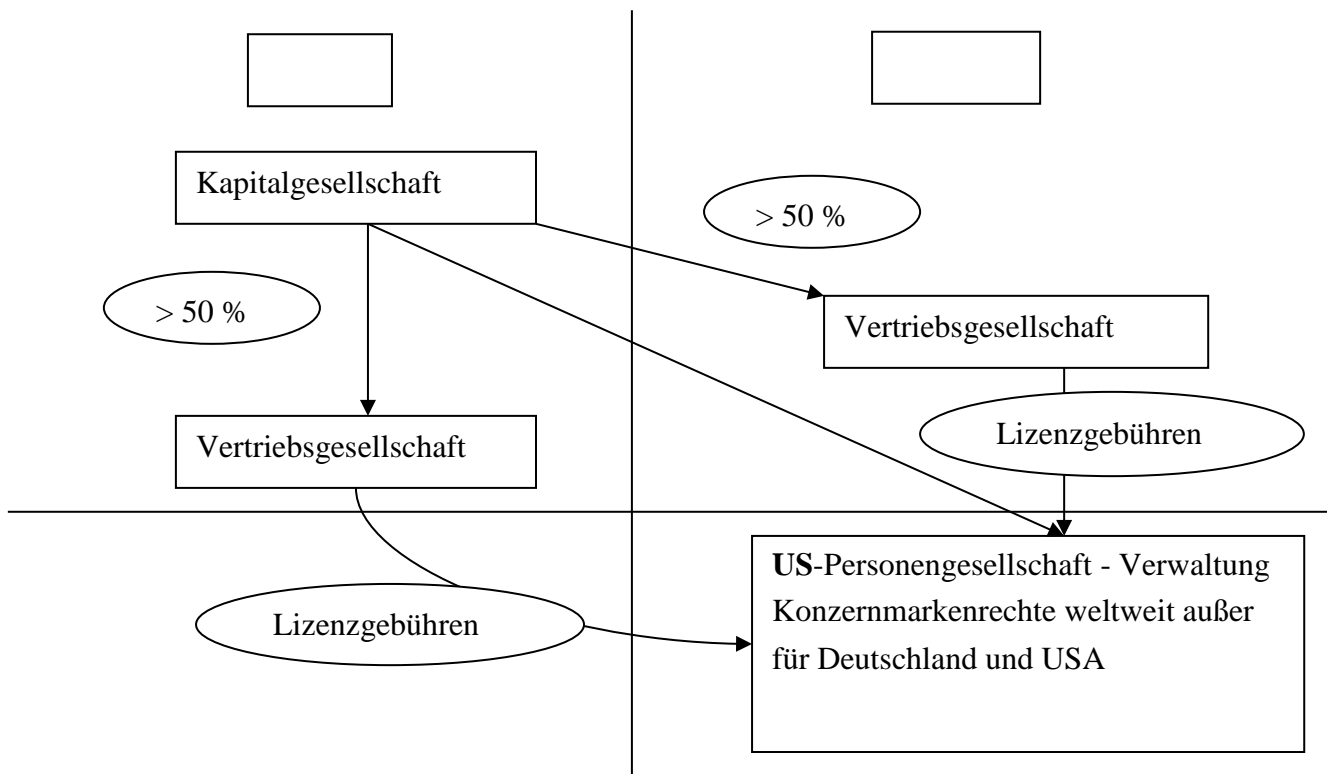 Kapitalgesellschaft
> 50 %
> 50 %
Vertriebsgesellschaft
Vertriebsgesellschaft
Lizenzgebühren
US-Personengesellschaft - Verwaltung
Konzernmarkenrechte weltweit außer
für Deutschland und USA
Lizenzgebühren